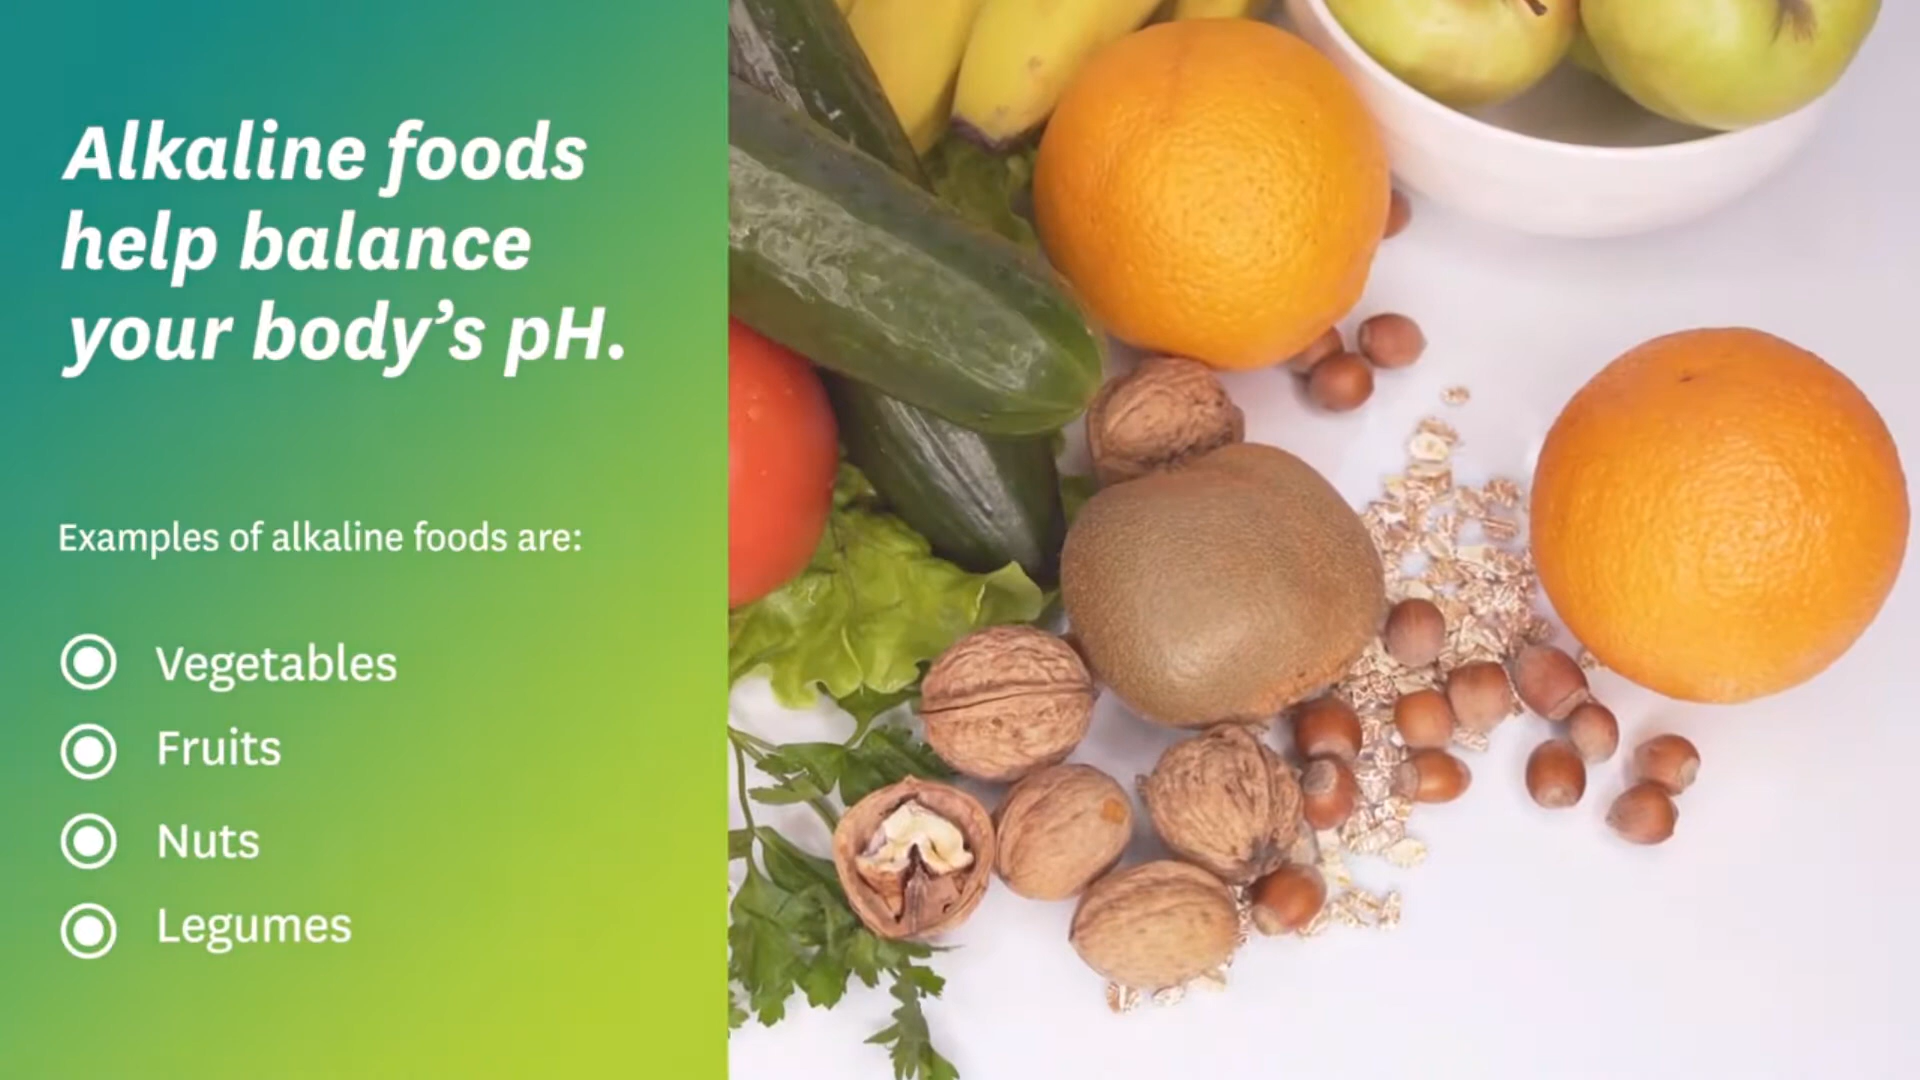 Alkaline foods
help balance
your body’s pH.
Examples of alkaline foods are:
Vegetables
Fruits
Nuts
Legumes